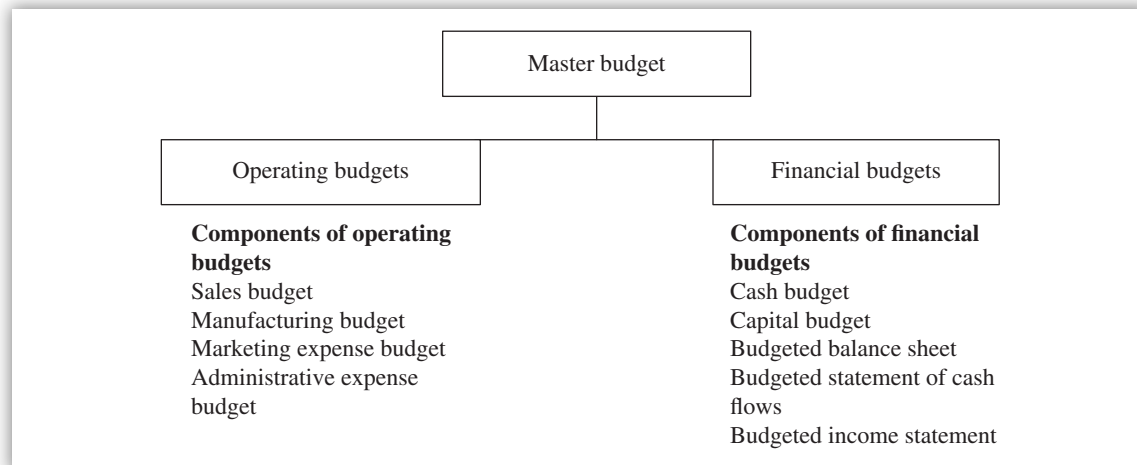 Master budget
Operating budgets
Financial budgets
Components of operating
budgets
Sales budget
Manufacturing budget
Marketing expense budget
Administrative expense
budget
Components of financial
budgets
Cash budget
Capital budget
Budgeted balance sheet
Budgeted statement of cash
flows
Budgeted income statement